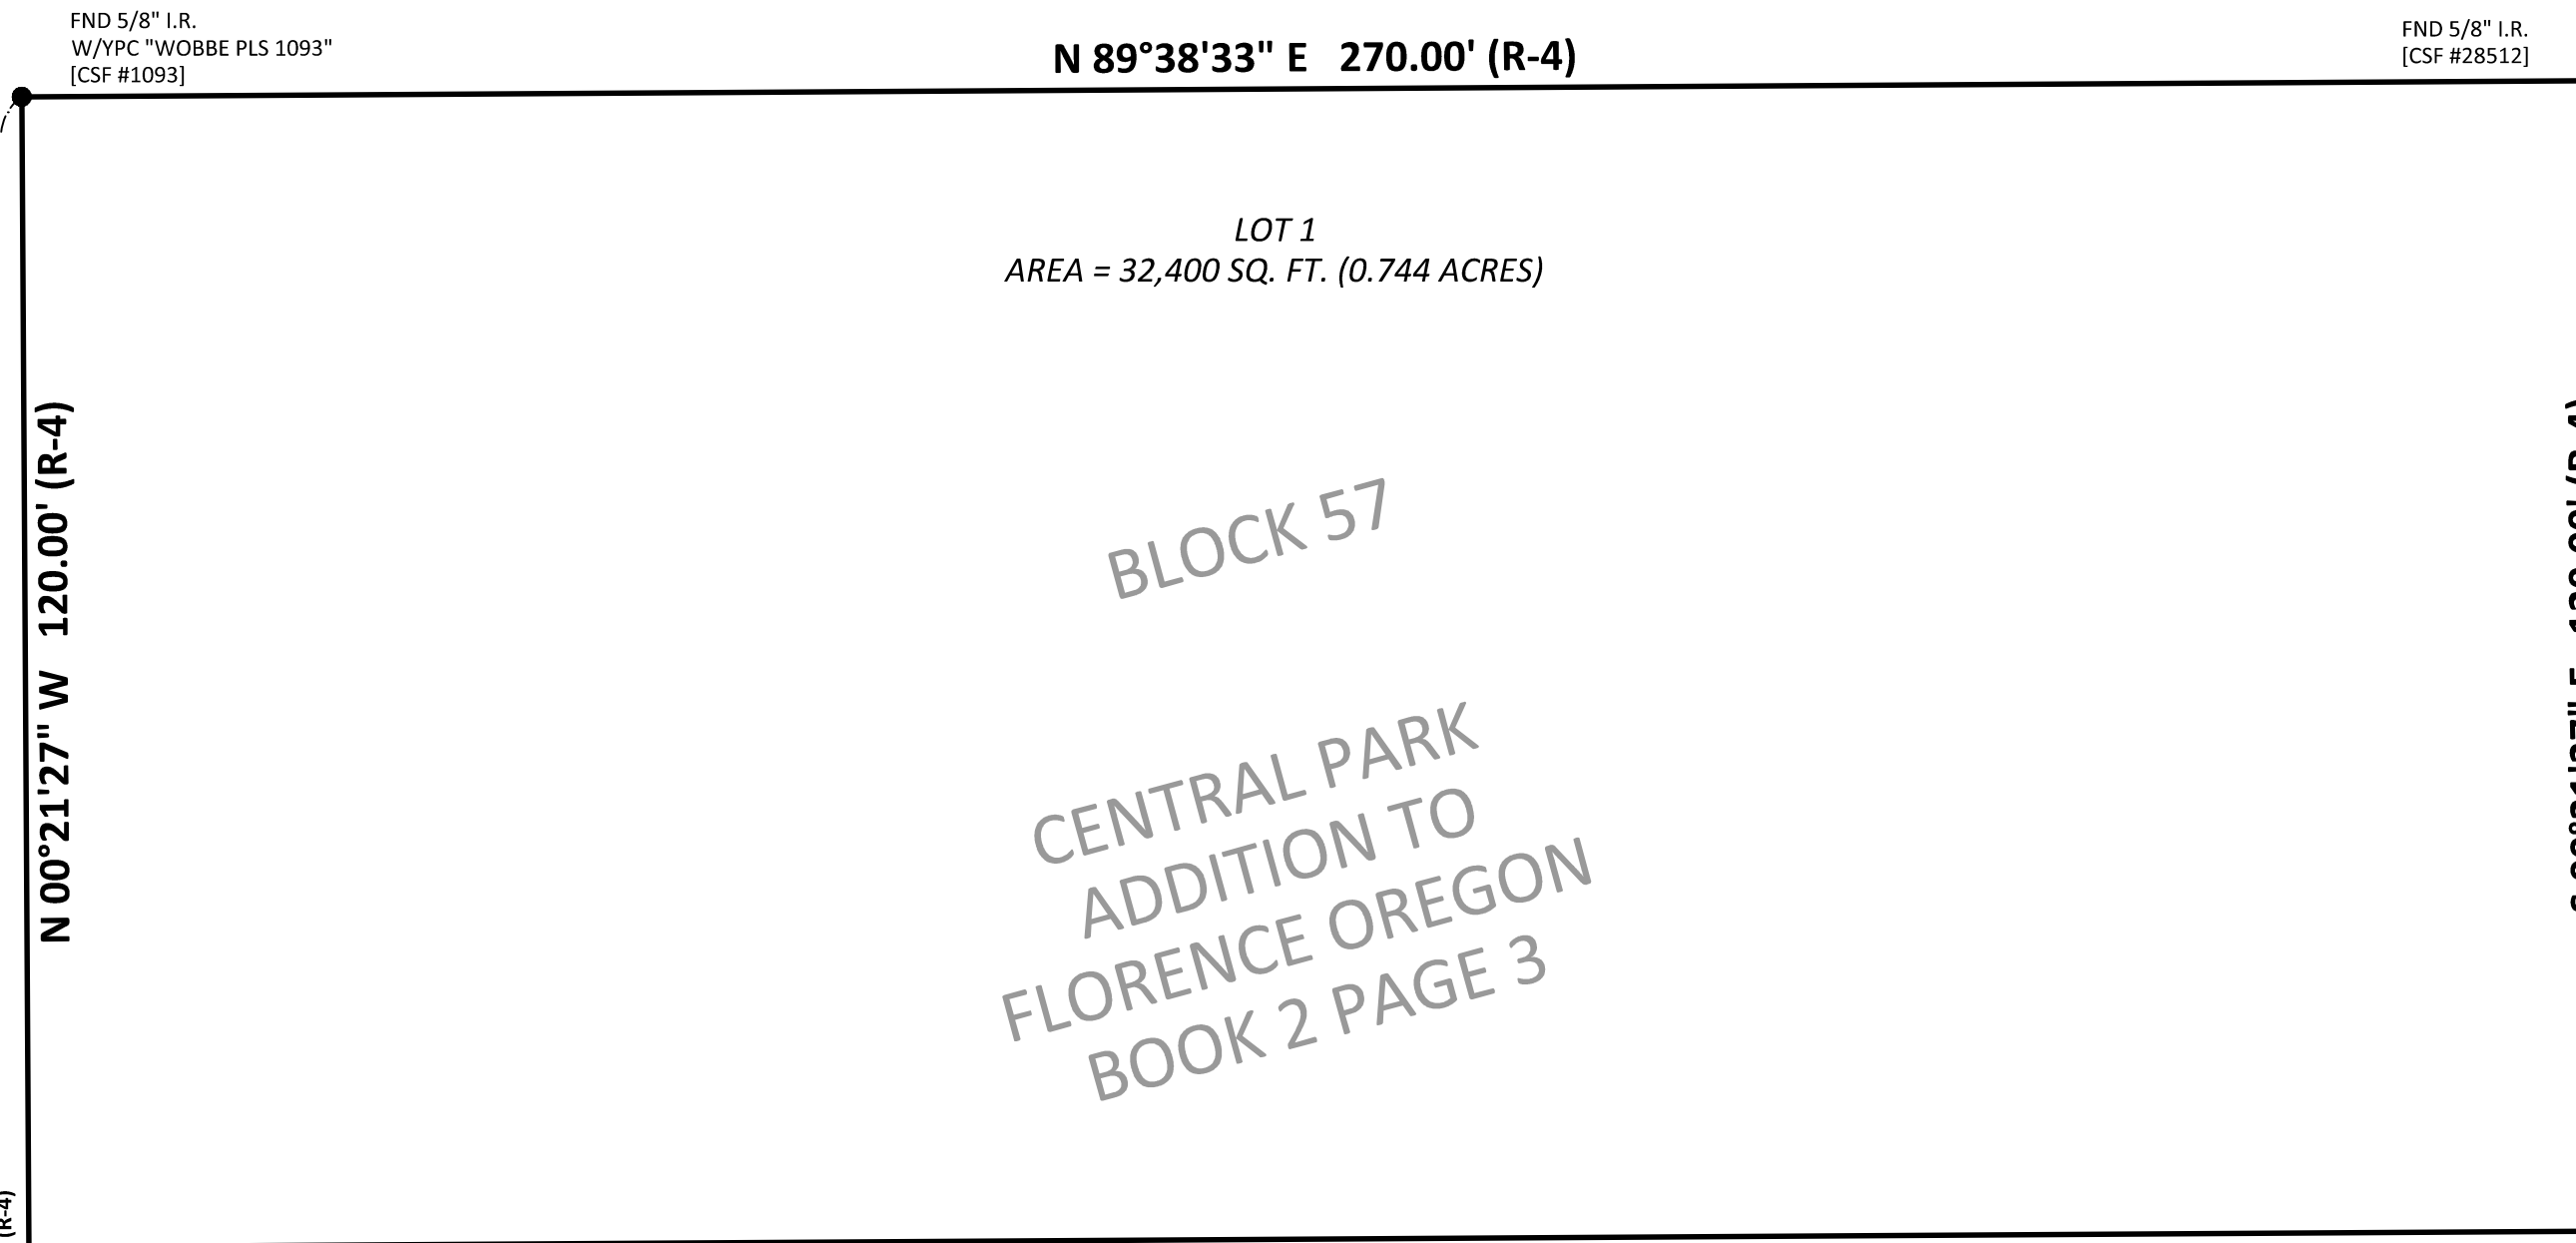 FND 5/8" I.R.
W/YPC "WOBBE PLS 1093"
[CSF #1093]
N 89°38'33" E 270.00' (R-4)
FND 5/8" I.R.
[CSF #28512]
LOT 1
AREA = 32,400 SQ. FT. (0.744 ACRES)
N 00°21'27" W 120.00' (R-4)
BLOCK 57
CENTRAL PARK
ADDITION TO
FLORENCE OREGON
BOOK 2 PAGE 3
(R-4)